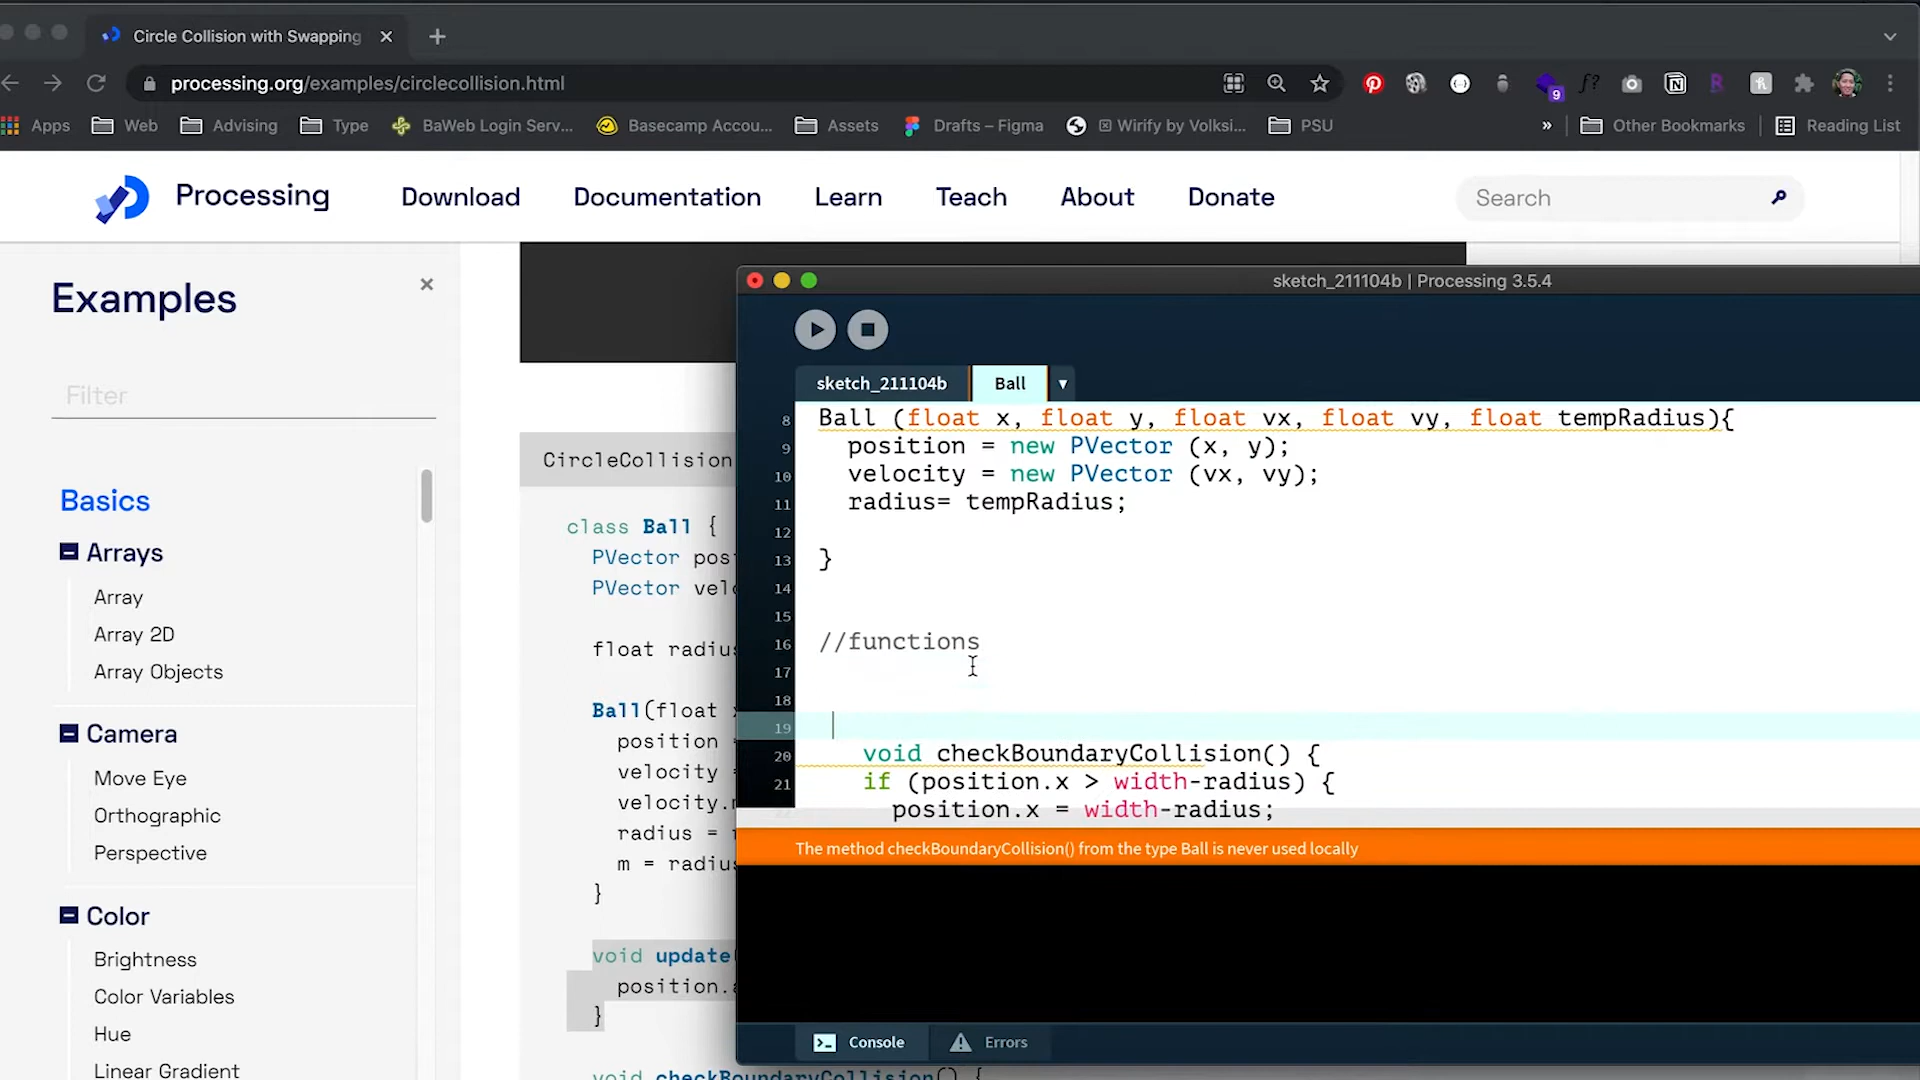 Circle Collision with Swapping
processing.org/examples/circlecollision.html
9
Apps
Web
Advising
Type
BaWeb Login Serv...
Basecamp Accou...
Assets
Drafts – Figma
Wirify by Volksi...
PSU
»
Other Bookmarks
Reading List
Processing
Download
Documentation
Learn
Teach
About
Donate
Search
Examples
Filter
Basics
Arrays
Array
Array 2D
Array Objects
Camera
Move Eye
Orthographic
Perspective
Color
Brightness
Color Variables
Hue
Linear Gradient
CircleCollision
class Ball {
PVector pos
PVector velo
float radiu
Ball(float
position =
velocity =
velocity.
radius =
m = radiu
}
void update(
position.a
}
void checkBoundaryCollision() {
sketch_211104b | Processing 3.5.4
sketch_211104b
Ball
8 Ball (float x, float y, float vx, float vy, float tempRadius){
9 position = new PVector (x, y);
10 velocity = new PVector (vx, vy);
11 radius= tempRadius;
12
13 }
14
15
16 //functions
17
18
19
20 void checkBoundaryCollision() {
21 if (position.x > width-radius) {
position.x = width-radius;
The method checkBoundaryCollision() from the type Ball is never used locally
Console
Errors